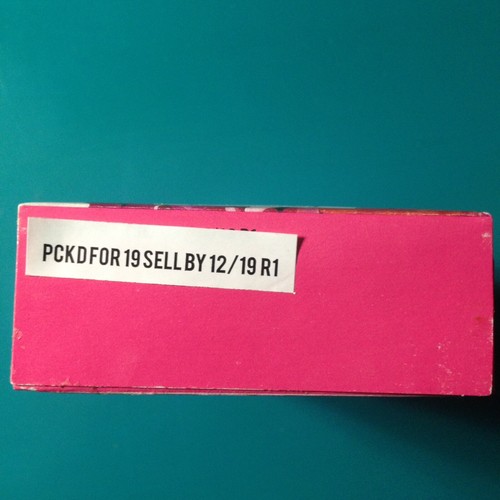 PCKD FOR 19 SELL BY 12/19 R1